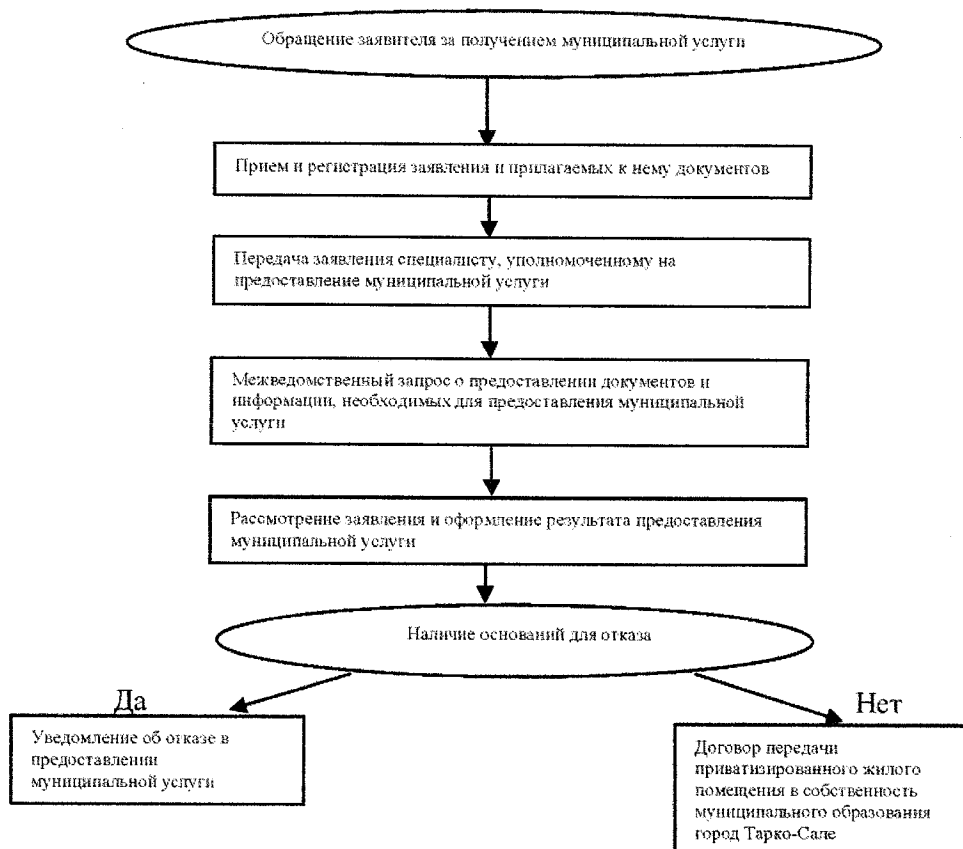 Обращение заявителя за получением муниципальной услуги
Прием и регистрация заявления и прилагаемых к нему документов
Передача заявления специалисту, уполномоченному на
предоставление муниципальной услуги
Межведомственный запрос о предоставлении документов и
информации, необходимых для предоставления муниципальной
услуги
Рассмотрение заявления и оформление результата предоставления
муниципальной услуги
Наличие оснований для отказа
Да
Нет
Уведомление об отказе в
предоставлении
муниципальной услуги
Договор передачи
приватизированного жилого
помещения в собственность
муниципального образования
город Тарко-Сале